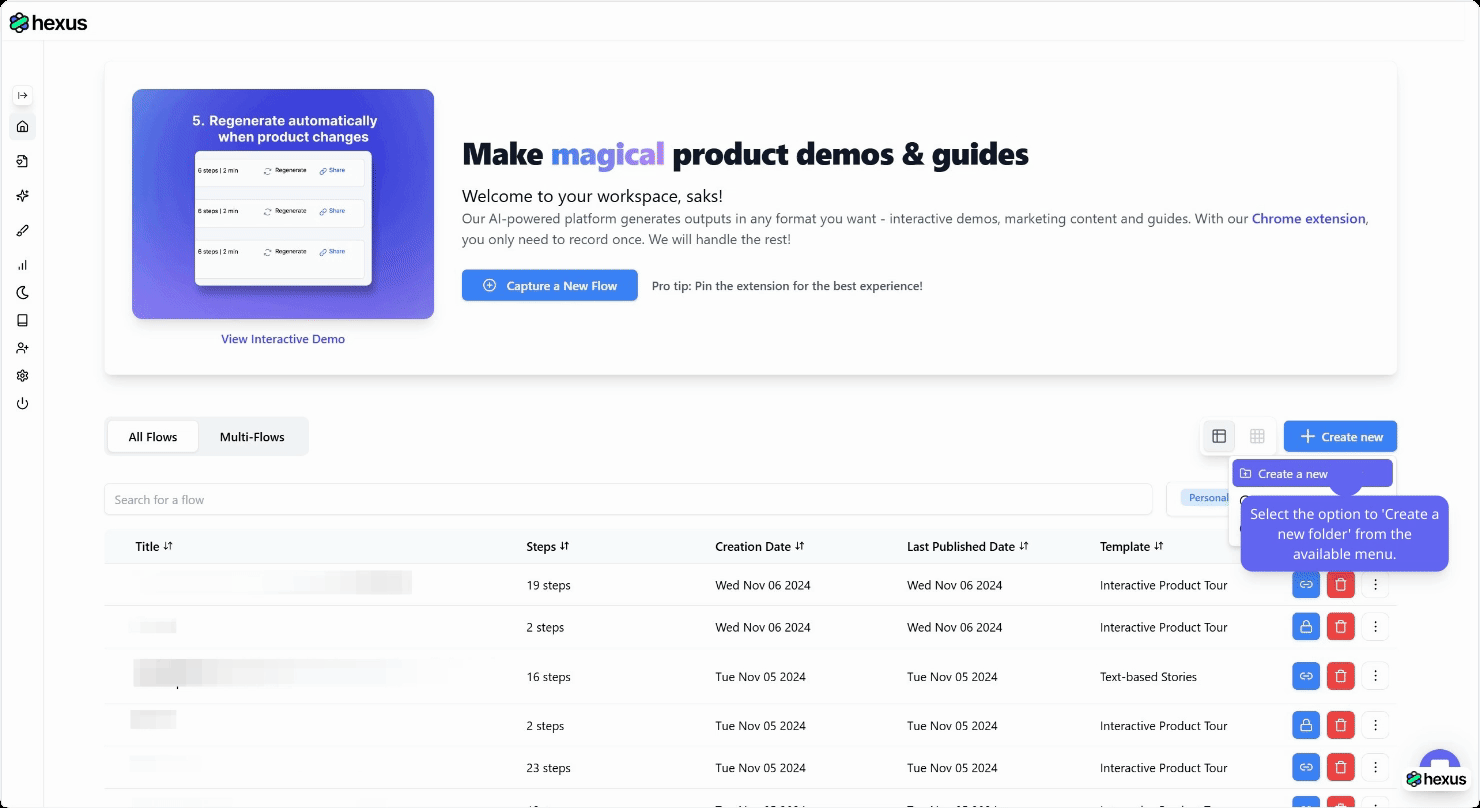 hexus
5. Regenerate automatically
when product changes
6 steps | 2 min Regenerate Share
6 steps | 2 min Regenerate Share
6 steps | 2 min Regenerate Share
View Interactive Demo
Make magical product demos & guides
Welcome to your workspace, saks!
Our AI-powered platform generates outputs in any format you want - interactive demos, marketing content and guides. With our Chrome extension,
you only need to record once. We will handle the rest!
Capture a New Flow Pro tip: Pin the extension for the best experience!
All Flows Multi-Flows Create new
Create a new
Search for a flow Personal
Select the option to 'Create a
new folder' from the
available menu.
Title Steps Creation Date Last Published Date Template
19 steps Wed Nov 06 2024 Wed Nov 06 2024 Interactive Product Tour
2 steps Wed Nov 06 2024 Wed Nov 06 2024 Interactive Product Tour
16 steps Tue Nov 05 2024 Tue Nov 05 2024 Text-based Stories
2 steps Tue Nov 05 2024 Tue Nov 05 2024 Interactive Product Tour
23 steps Tue Nov 05 2024 Tue Nov 05 2024 Interactive Product Tour
hexus